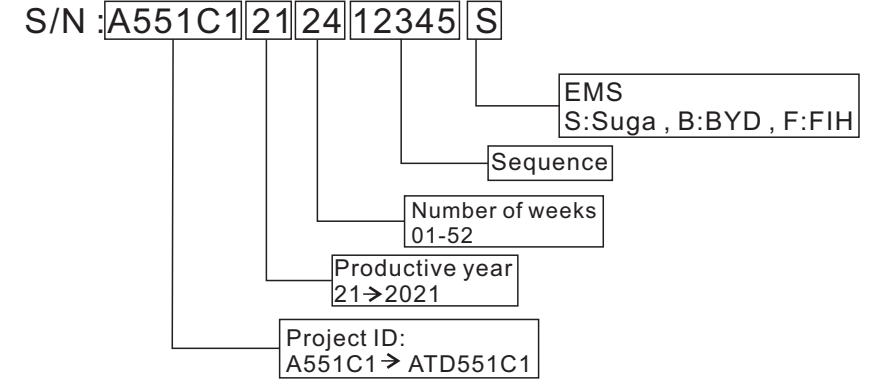 S/N :A551C1 21 24 12345 S
EMS
S:Suga , B:BYD , F:FIH
Sequence
Number of weeks
01-52
Productive year
21→2021
Project ID:
A551C1→ ATD551C1